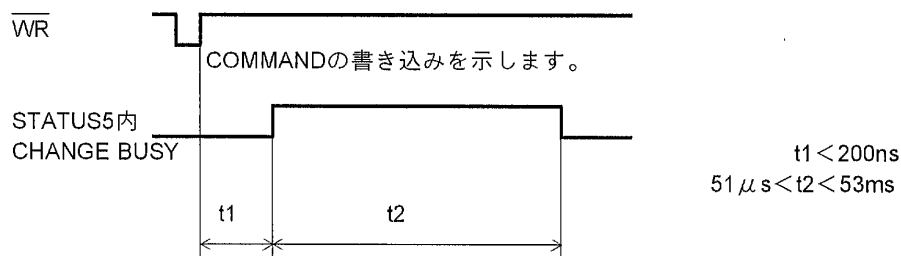 WR
COMMANDの書き込みを示します。
STATUS5内
CHANGE BUSY
t1<200ns
51μs<t2<53ms
t1
t2